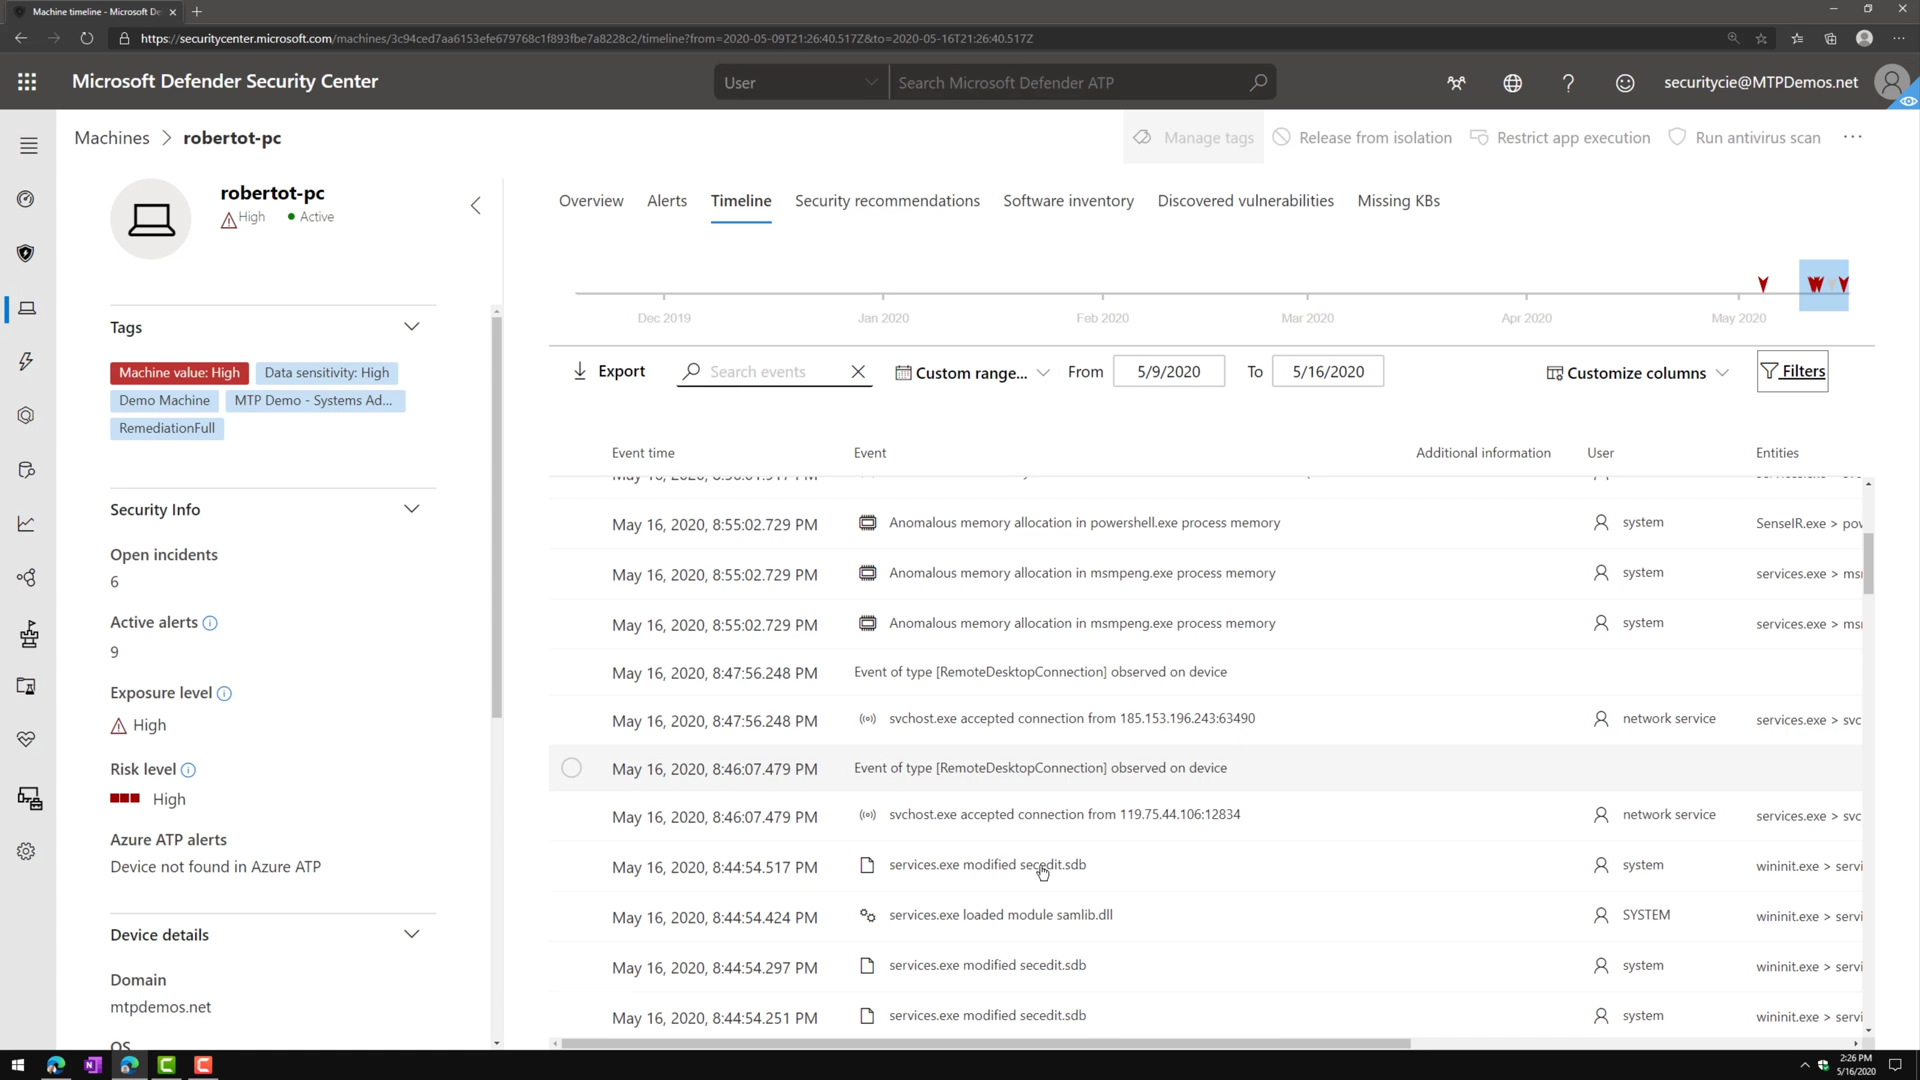 Machine timeline - Microsoft De
https://securitycenter.microsoft.com/machines/3c94ced7aa6153efe679768c1f893fbe7a8228c2/timeline?from=2020-05-09T21:26:40.517Z&to=2020-05-16T21:26:40.517Z
Microsoft Defender Security Center
User
Search Microsoft Defender ATP
securitycie@MTPDemos.net
Machines > robertot-pc
Manage tags
Release from isolation
Restrict app execution
Run antivirus scan
robertot-pc
High
Active
Tags
Machine value: High
Data sensitivity: High
Demo Machine
MTP Demo - Systems Ad...
RemediationFull
Security Info
Open incidents
6
Active alerts
9
Exposure level
High
Risk level
High
Azure ATP alerts
Device not found in Azure ATP
Device details
Domain
mtpdemos.net
OS
Overview
Alerts
Timeline
Security recommendations
Software inventory
Discovered vulnerabilities
Missing KBs
Dec 2019
Jan 2020
Feb 2020
Mar 2020
Apr 2020
May 2020
Export
Search events
Custom range...
From
5/9/2020
To
5/16/2020
Customize columns
Filters
Event time Event Additional information User Entities
May 16, 2020, 8:55:02.729 PM Anomalous memory allocation in powershell.exe process memory system SenseIR.exe > pow
May 16, 2020, 8:55:02.729 PM Anomalous memory allocation in msmpeng.exe process memory system services.exe > msm
May 16, 2020, 8:55:02.729 PM Anomalous memory allocation in msmpeng.exe process memory system services.exe > msm
May 16, 2020, 8:47:56.248 PM Event of type [RemoteDesktopConnection] observed on device
May 16, 2020, 8:47:56.248 PM svchost.exe accepted connection from 185.153.196.243:63490 network service services.exe > svc
May 16, 2020, 8:46:07.479 PM Event of type [RemoteDesktopConnection] observed on device
May 16, 2020, 8:46:07.479 PM svchost.exe accepted connection from 119.75.44.106:12834 network service services.exe > svc
May 16, 2020, 8:44:54.517 PM services.exe modified secedit.sdb system wininit.exe > servi
May 16, 2020, 8:44:54.424 PM services.exe loaded module samlib.dll SYSTEM wininit.exe > servi
May 16, 2020, 8:44:54.297 PM services.exe modified secedit.sdb system wininit.exe > servi
May 16, 2020, 8:44:54.251 PM services.exe modified secedit.sdb system wininit.exe > servi
2:26 PM
5/16/2020